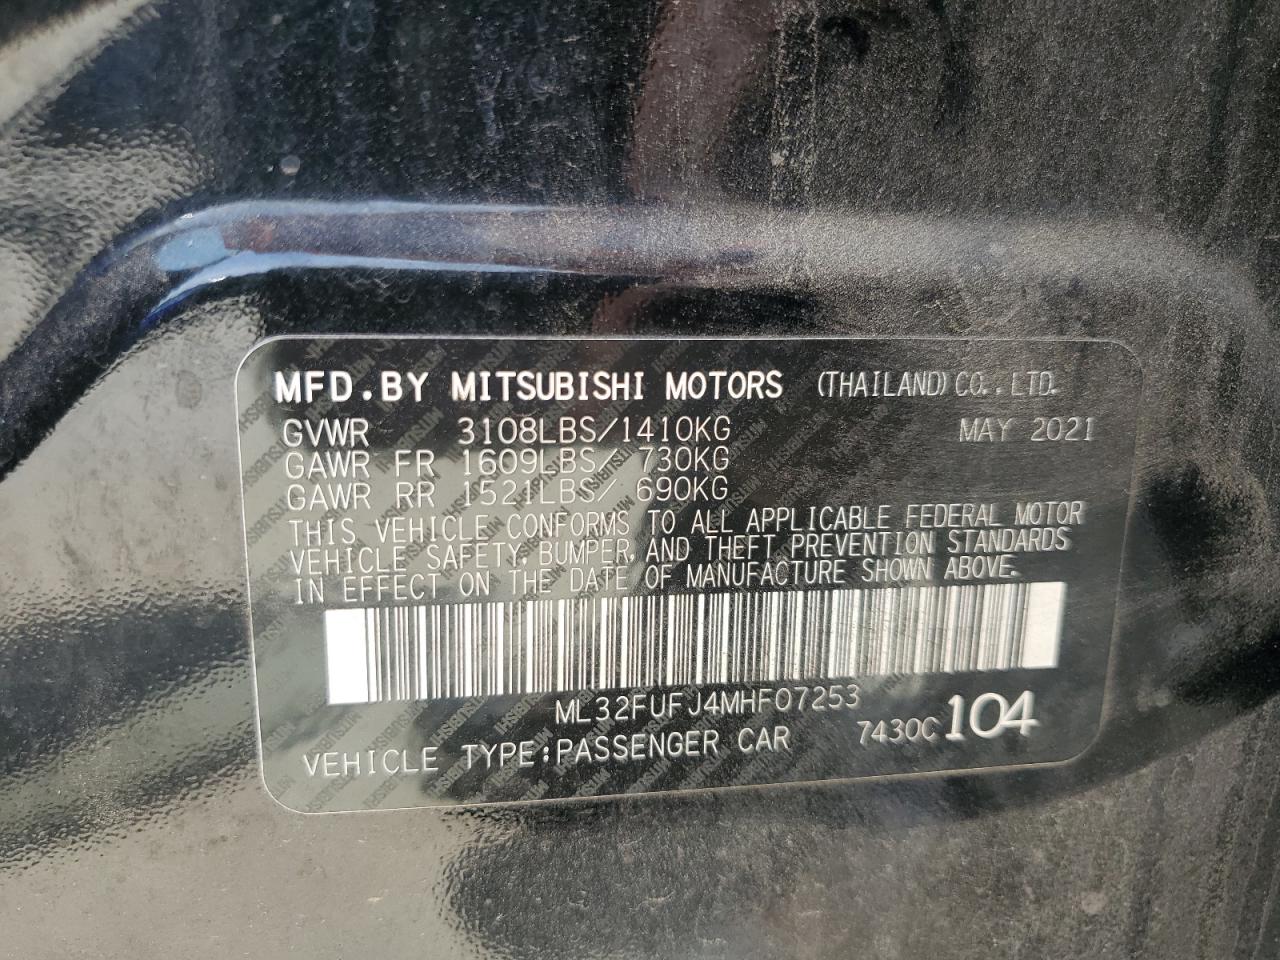 MFD.BY MITSUBISHI MOTORS (THAILAND) CO., LTD.
GVWR 3108LBS/1410KG MAY 2021
GAWR FR 1609LBS/ 730KG
GAWR RR 1521LBS/ 690KG
THIS VEHICLE CONFORMS TO ALL APPLICABLE FEDERAL MOTOR
VEHICLE SAFETY, BUMPER, AND THEFT PREVENTION STANDARDS
IN EFFECT ON THE DATE OF MANUFACTURE SHOWN ABOVE.
ML32FUFJ4MHF07253
7430C 104
VEHICLE TYPE:PASSENGER CAR